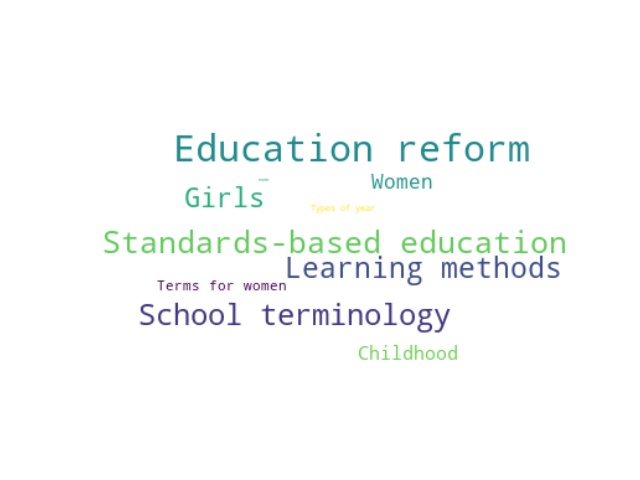 Education reform
Women
Girls
Types of year
Standards-based education
Learning methods
Terms for women
School terminology
Childhood